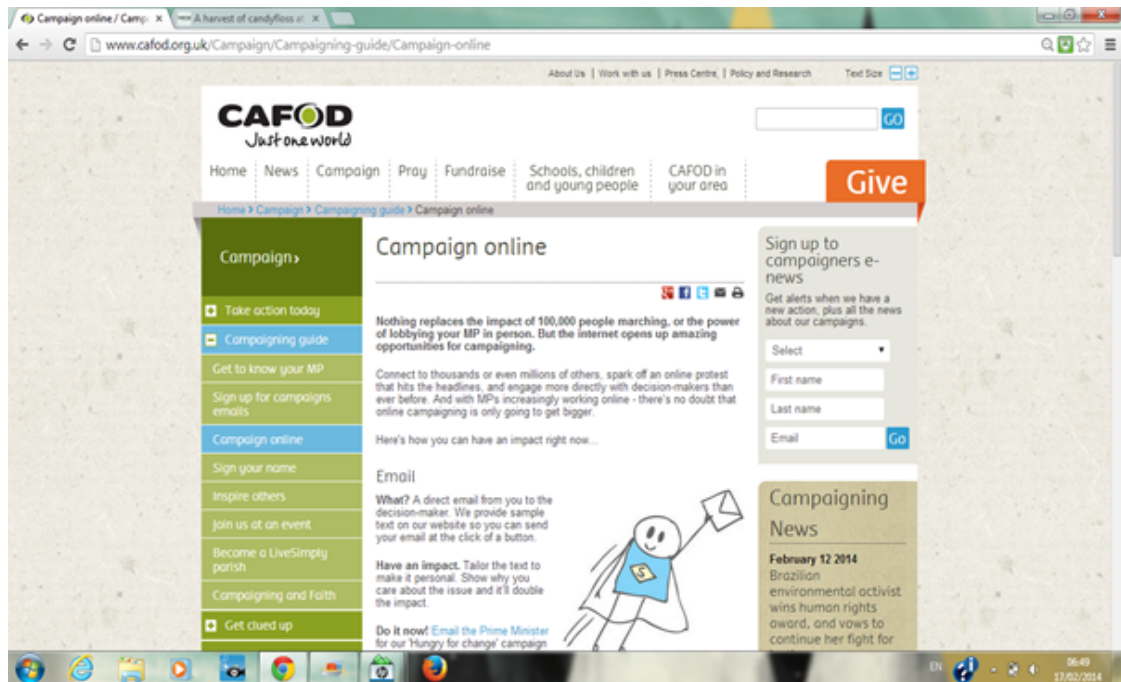 Campaign online / Camp
A harvest of candyfloss at
www.cafod.org.uk/Campaign/Campaigning-guide/Campaign-online
About Us | Work with us | Press Centre | Policy and Research
Text Size
CAFOD
Just one world
GO
Home
News
Campaign
Pray
Fundraise
Schools, children
and young people
CAFOD in
your area
Give
Home > Campaign > Campaigning guide > Campaign online
Campaign›
Take action today
Campaigning guide
Get to know your MP
Sign up for campaigns
emails
Campaign online
Sign your name
Inspire others
Join us at an event
Become a LiveSimply
parish
Campaigning and Faith
Get clued up
Campaign online
Nothing replaces the impact of 100,000 people marching, or the power
of lobbying your MP in person. But the internet opens up amazing
opportunities for campaigning.
Connect to thousands or even millions of others, spark off an online protest
that hits the headlines, and engage more directly with decision-makers than
ever before. And with MPs increasingly working online - there's no doubt that
online campaigning is only going to get bigger.
Here's how you can have an impact right now...
Email
What? A direct email from you to the
decision-maker. We provide sample
text on our website so you can send
your email at the click of a button.
Have an impact. Tailor the text to
make it personal. Show why you
care about the issue and it'll double
the impact.
Do it now! Email the Prime Minister
for our 'Hungry for change' campaign
S
Sign up to
campaigners e-
news
Get alerts when we have a
new action, plus all the news
about our campaigns.
Select
First name
Last name
Email
Go
Campaigning
News
February 12 2014
Brazilian
environmental activist
wins human rights
award, and vows to
continue her fight for
EN
06:49
17/02/2014